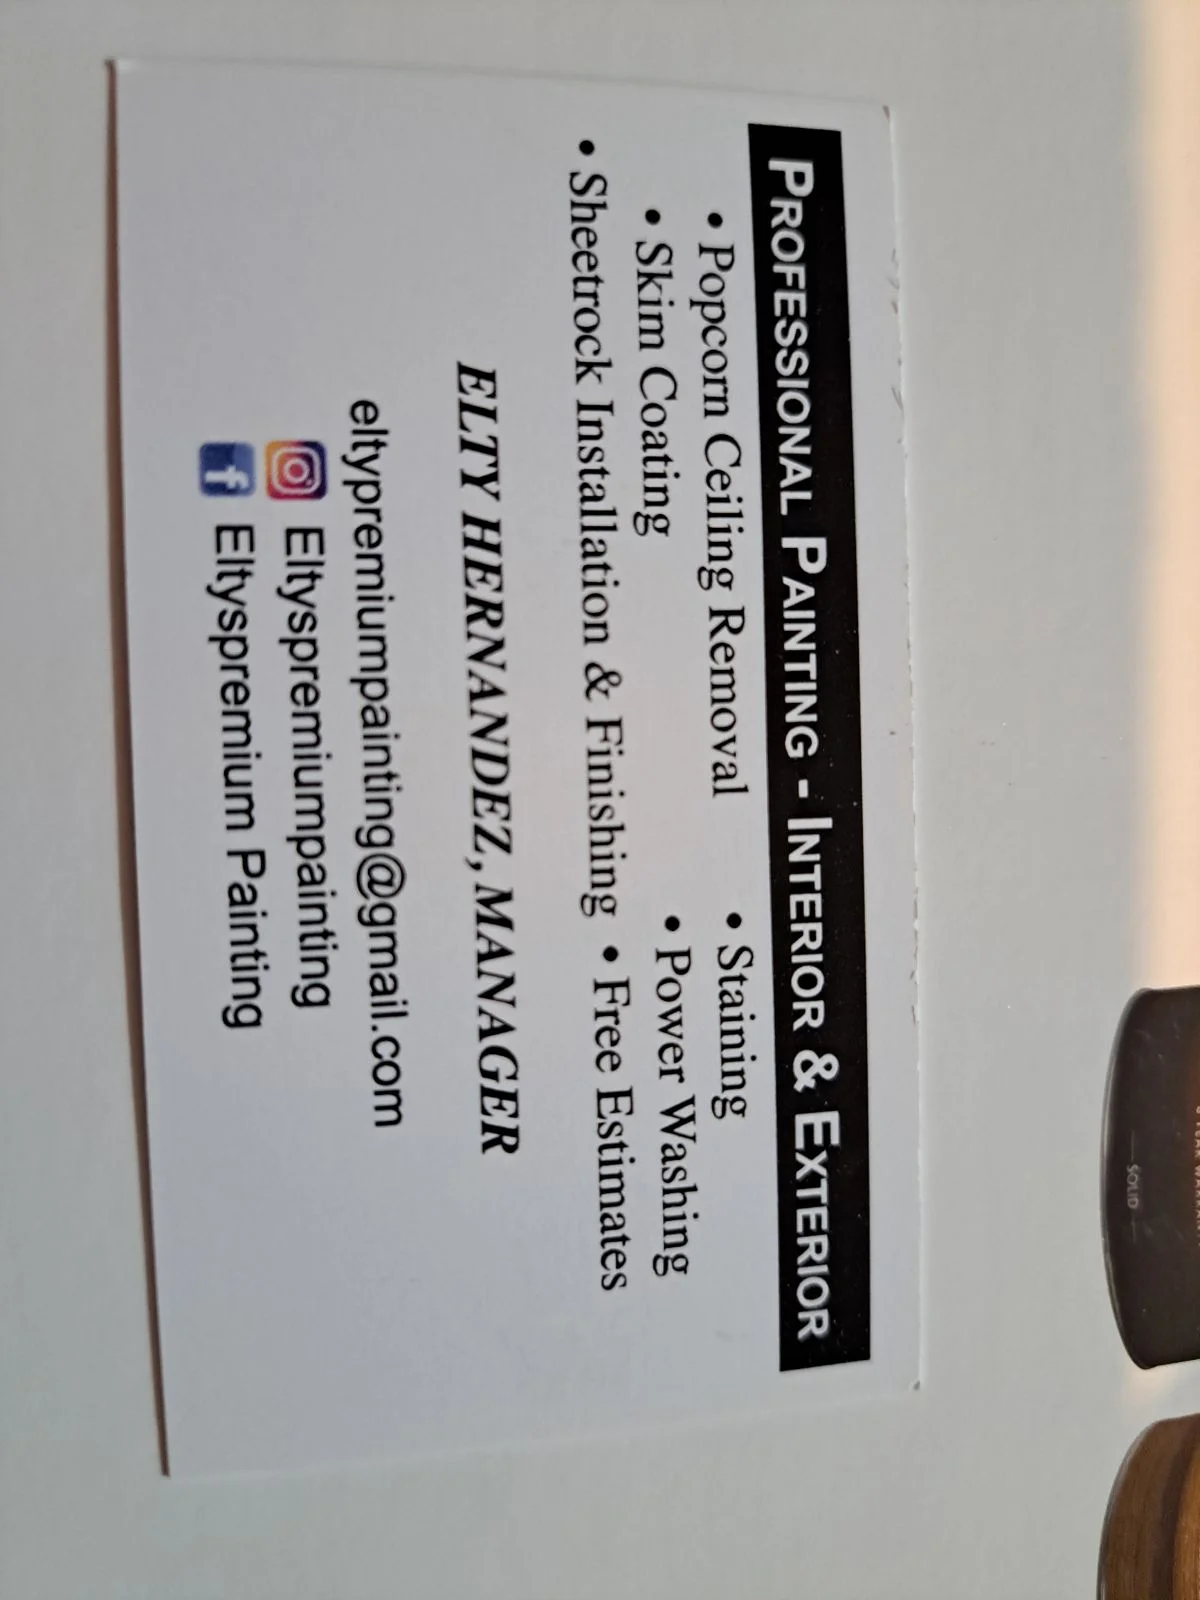 PROFESSIONAL PAINTING - INTERIOR & EXTERIOR
• Popcorn Ceiling Removal • Staining
• Skim Coating • Power Washing
• Sheetrock Installation & Finishing • Free Estimates
ELTY HERNANDEZ, MANAGER
eltypremiumpainting@gmail.com
Eltyspremiumpainting
Eltyspremium Painting
SOLID